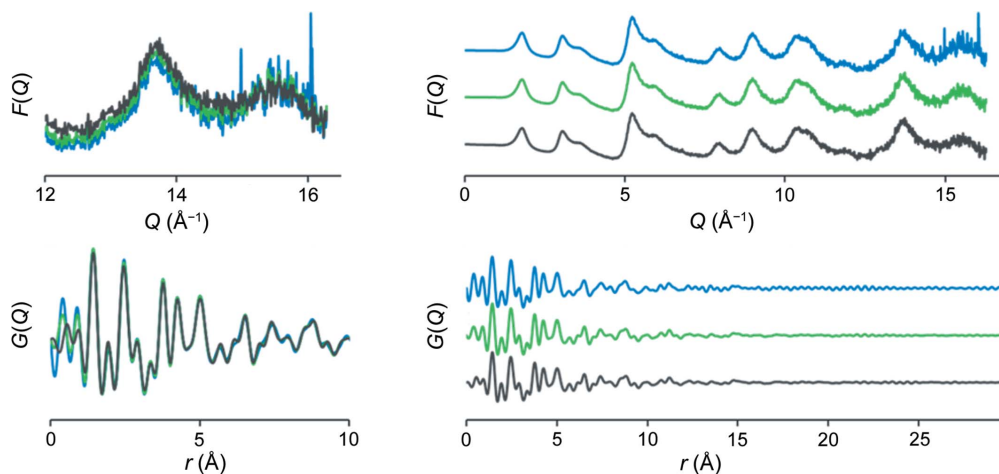 F(Q)
12 14 16
Q (Å⁻¹)
F(Q)
0 5 10 15
Q (Å⁻¹)
G(Q)
0 5 10
r (Å)
G(Q)
0 5 10 15 20 25
r (Å)